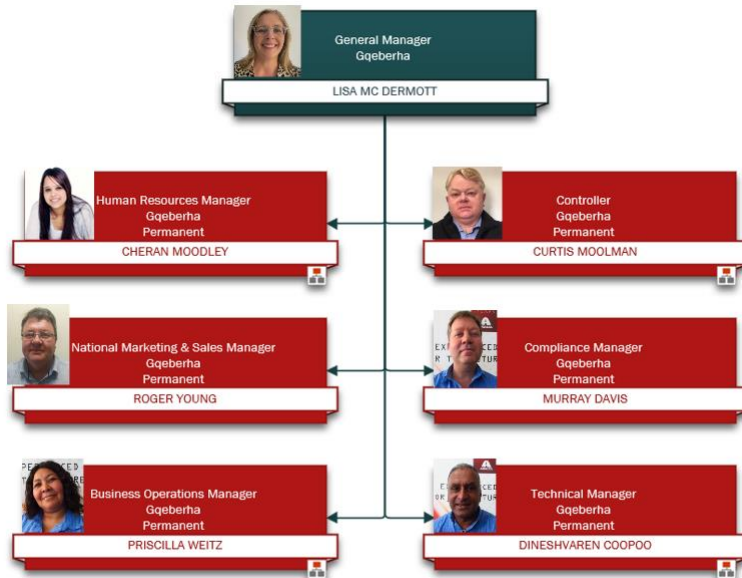 General Manager
Gqeberha
LISA MC DERMOTT
Human Resources Manager
Gqeberha
Permanent
CHERAN MOODLEY
Controller
Gqeberha
Permanent
CURTIS MOOLMAN
National Marketing & Sales Manager
Gqeberha
Permanent
ROGER YOUNG
Compliance Manager
Gqeberha
Permanent
MURRAY DAVIS
Business Operations Manager
Gqeberha
Permanent
PRISCILLA WEITZ
Technical Manager
Gqeberha
Permanent
DINESHVAREN COOPOO